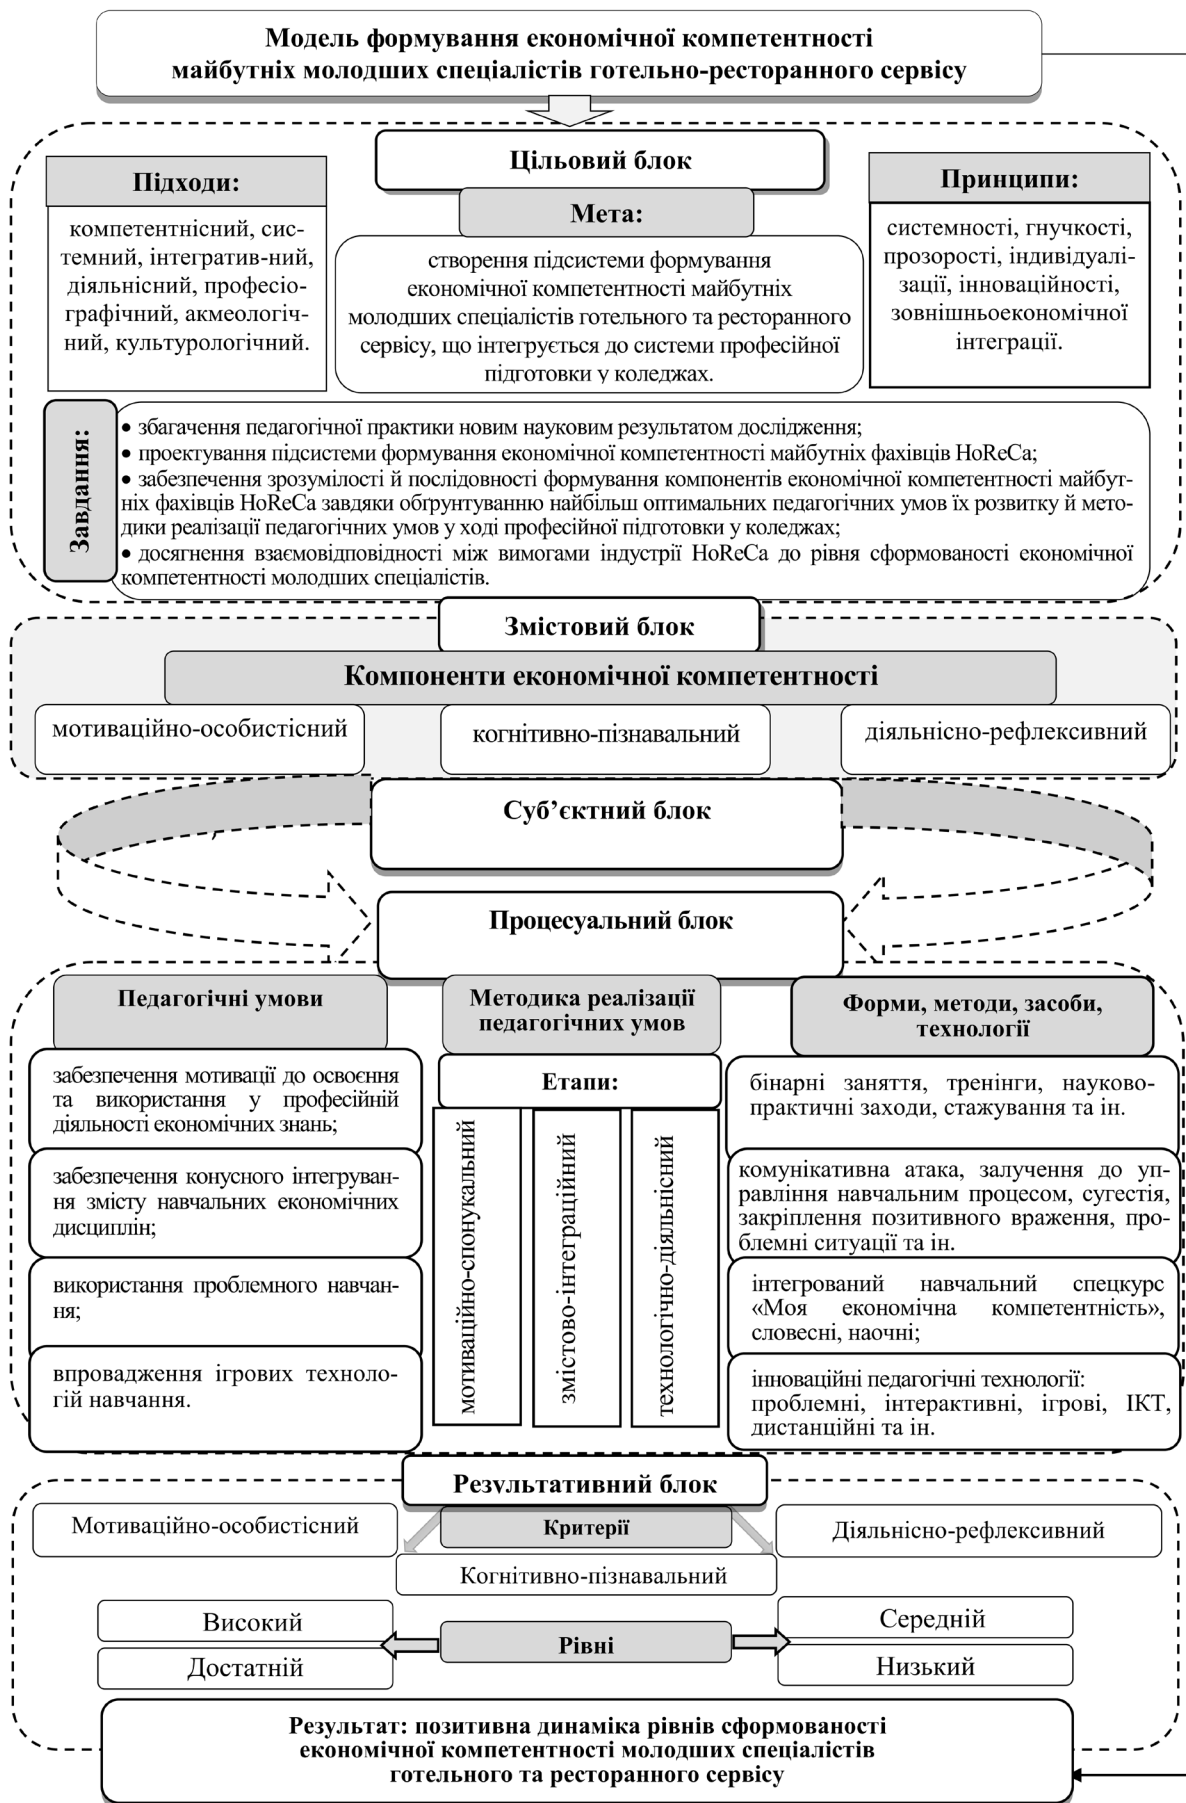 Модель формування економічної компетентності
майбутніх молодших спеціалістів готельно-ресторанного сервісу
Цільовий блок
Підходи:
компетентнісний, сис-
темний, інтегратив-ний,
діяльнісний, професіо-
графічний, акмеологіч-
ний, культурологічний.
Мета:
створення підсистеми формування
економічної компетентності майбутніх
молодших спеціалістів готельного та ресторанного
сервісу, що інтегрується до системи професійної
підготовки у коледжах.
Принципи:
системності, гнучкості,
прозорості, індивідуалі-
зації, інноваційності,
зовнішньоекономічної
інтеграції.
Завдання:
• збагачення педагогічної практики новим науковим результатом дослідження;
• проектування підсистеми формування економічної компетентності майбутніх фахівців HoReCa;
• забезпечення зрозумілості й послідовності формування компонентів економічної компетентності майбут-
ніх фахівців HoReCa завдяки обґрунтуванню найбільш оптимальних педагогічних умов їх розвитку й мето-
дики реалізації педагогічних умов у ході професійної підготовки у коледжах;
• досягнення взаємовідповідності між вимогами індустрії HoReCa до рівня сформованості економічної
компетентності молодших спеціалістів.
Змістовий блок
Компоненти економічної компетентності
мотиваційно-особистісний
когнітивно-пізнавальний
діяльнісно-рефлексивний
Суб’єктний блок
Процесуальний блок
Педагогічні умови
забезпечення мотивації до освоєння
та використання у професійній
діяльності економічних знань;
забезпечення конусного інтегруван-
ня змісту навчальних економічних
дисциплін;
використання проблемного навчан-
ня;
впровадження ігрових техноло-
гій навчання.
Методика реалізації
педагогічних умов
Етапи:
мотиваційно-спонукальний
змістово-інтеграційний
технологічно-діяльнісний
Форми, методи, засоби,
технології
бінарні заняття, тренінги, науково-
практичні заходи, стажування та ін.
комунікативна атака, залучення до уп-
равління навчальним процесом, сугестія,
закріплення позитивного враження, про-
блемні ситуації та ін.
інтегрований навчальний спецкурс
«Моя економічна компетентність»,
словесні, наочні;
інноваційні педагогічні технології:
проблемні, інтерактивні, ігрові, ІКТ,
дистанційні та ін.
Результативний блок
Мотиваційно-особистісний
Критерії
Діяльнісно-рефлексивний
Когнітивно-пізнавальний
Високий
Середній
Рівні
Достатній
Низький
Результат: позитивна динаміка рівнів сформованості
економічної компетентності молодших спеціалістів
готельного та ресторанного сервісу